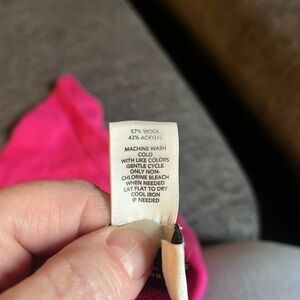 57% WOOL
43% ACRYLIC
MACHINE WASH
COLD
WITH LIKE COLORS
GENTLE CYCLE
ONLY NON-
CHLORINE BLEACH
WHEN NEEDED
LAY FLAT TO DRY
COOL IRON
IF NEEDED